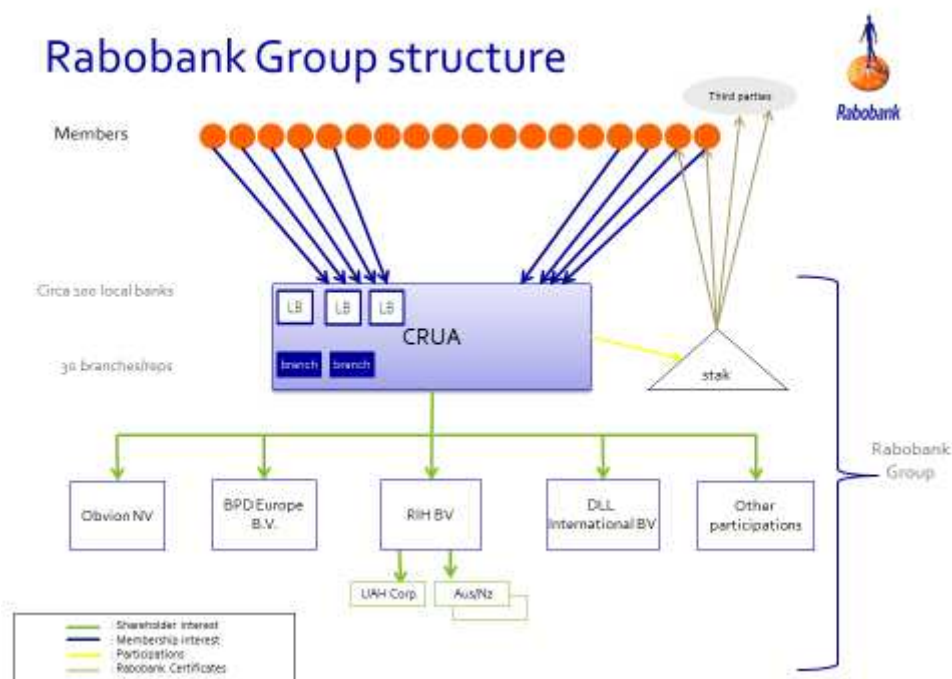 Rabobank Group structure
Third parties
Rabobank
Members
Circa 100 local banks
LB
LB
LB
CRUA
30 branches/reps
branch
branch
stak
Rabobank
Group
Obvion NV
BPD Europe
B.V.
RIH BV
DLL
International BV
Other
participations
UAH Corp.
Aus/Nz
: Shareholder interest
: Membership interest
: Participations
: Rabobank Certificates